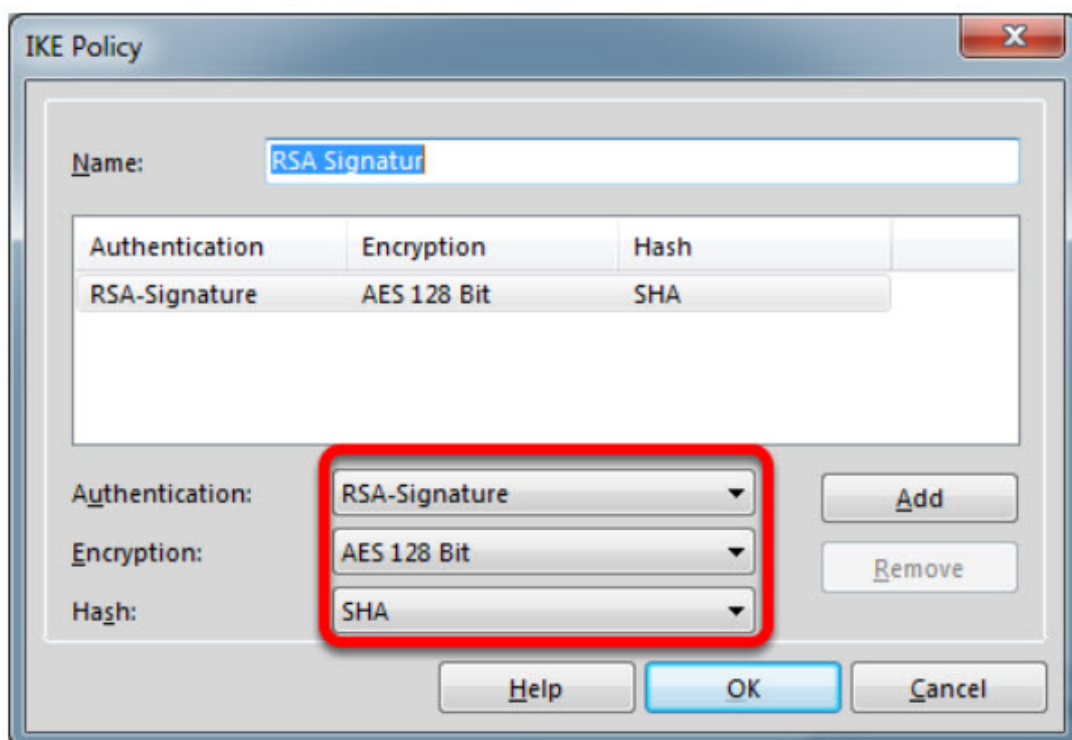 IKE Policy
Name: RSA Signatur
Authentication Encryption Hash
RSA-Signature AES 128 Bit SHA
Authentication: RSA-Signature Add
Encryption: AES 128 Bit Remove
Hash: SHA
Help OK Cancel